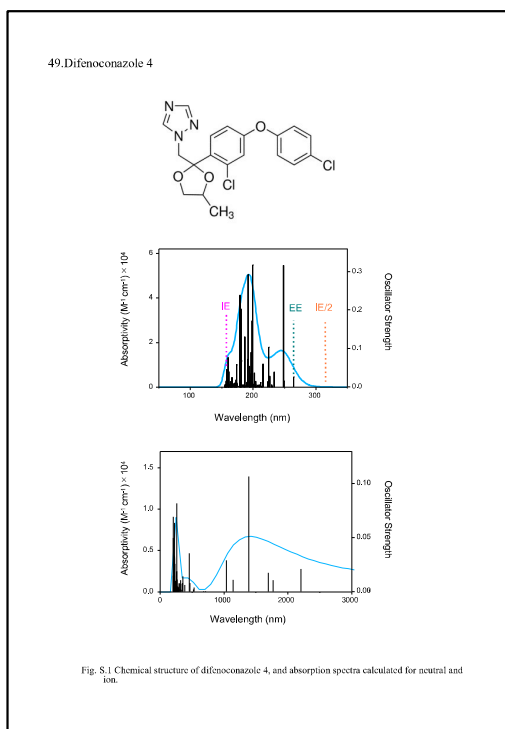 49.Difenoconazole 4
N
N
N
O
Cl
O
O
Cl
CH₃
6
4
2
0
Absorptivity (M⁻¹ cm⁻¹) × 10⁴
IE
EE
IE/2
0.3
0.2
0.1
0.0
Oscillator Strength
100
200
300
Wavelength (nm)
1.5
1.0
0.5
0.0
Absorptivity (M⁻¹ cm⁻¹) × 10⁴
0.10
0.05
Oscillator Strength
0
1000
2000
3000
Wavelength (nm)
Fig. S.1 Chemical structure of difenoconazole 4, and absorption spectra calculated for neutral and
ion.